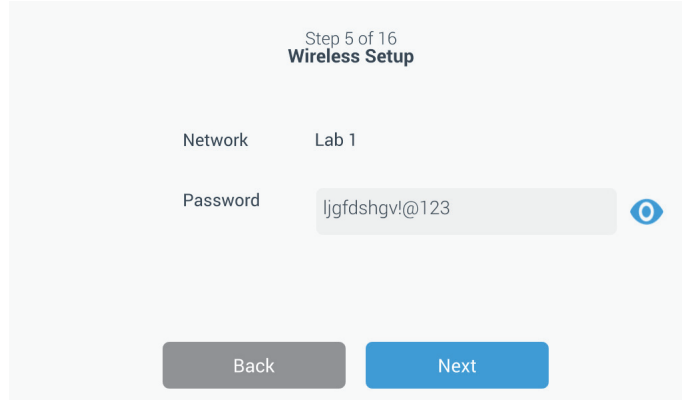 Step 5 of 16
Wireless Setup
Network Lab 1
Password ljgfdshgv!@123
Back Next